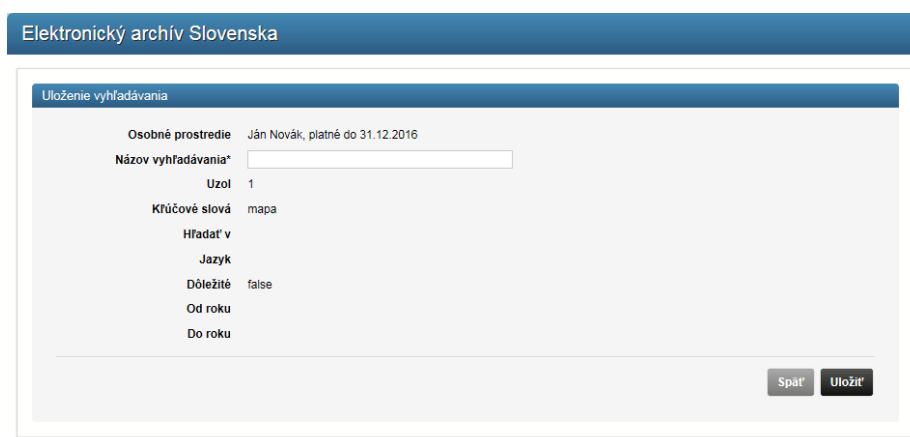 Elektronický archív Slovenska
Uloženie vyhľadávania
Osobné prostredie Ján Novák, platné do 31.12.2016
Názov vyhľadávania*
Uzol 1
Kľúčové slová mapa
Hľadať v
Jazyk
Dôležité false
Od roku
Do roku
Späť Uložiť